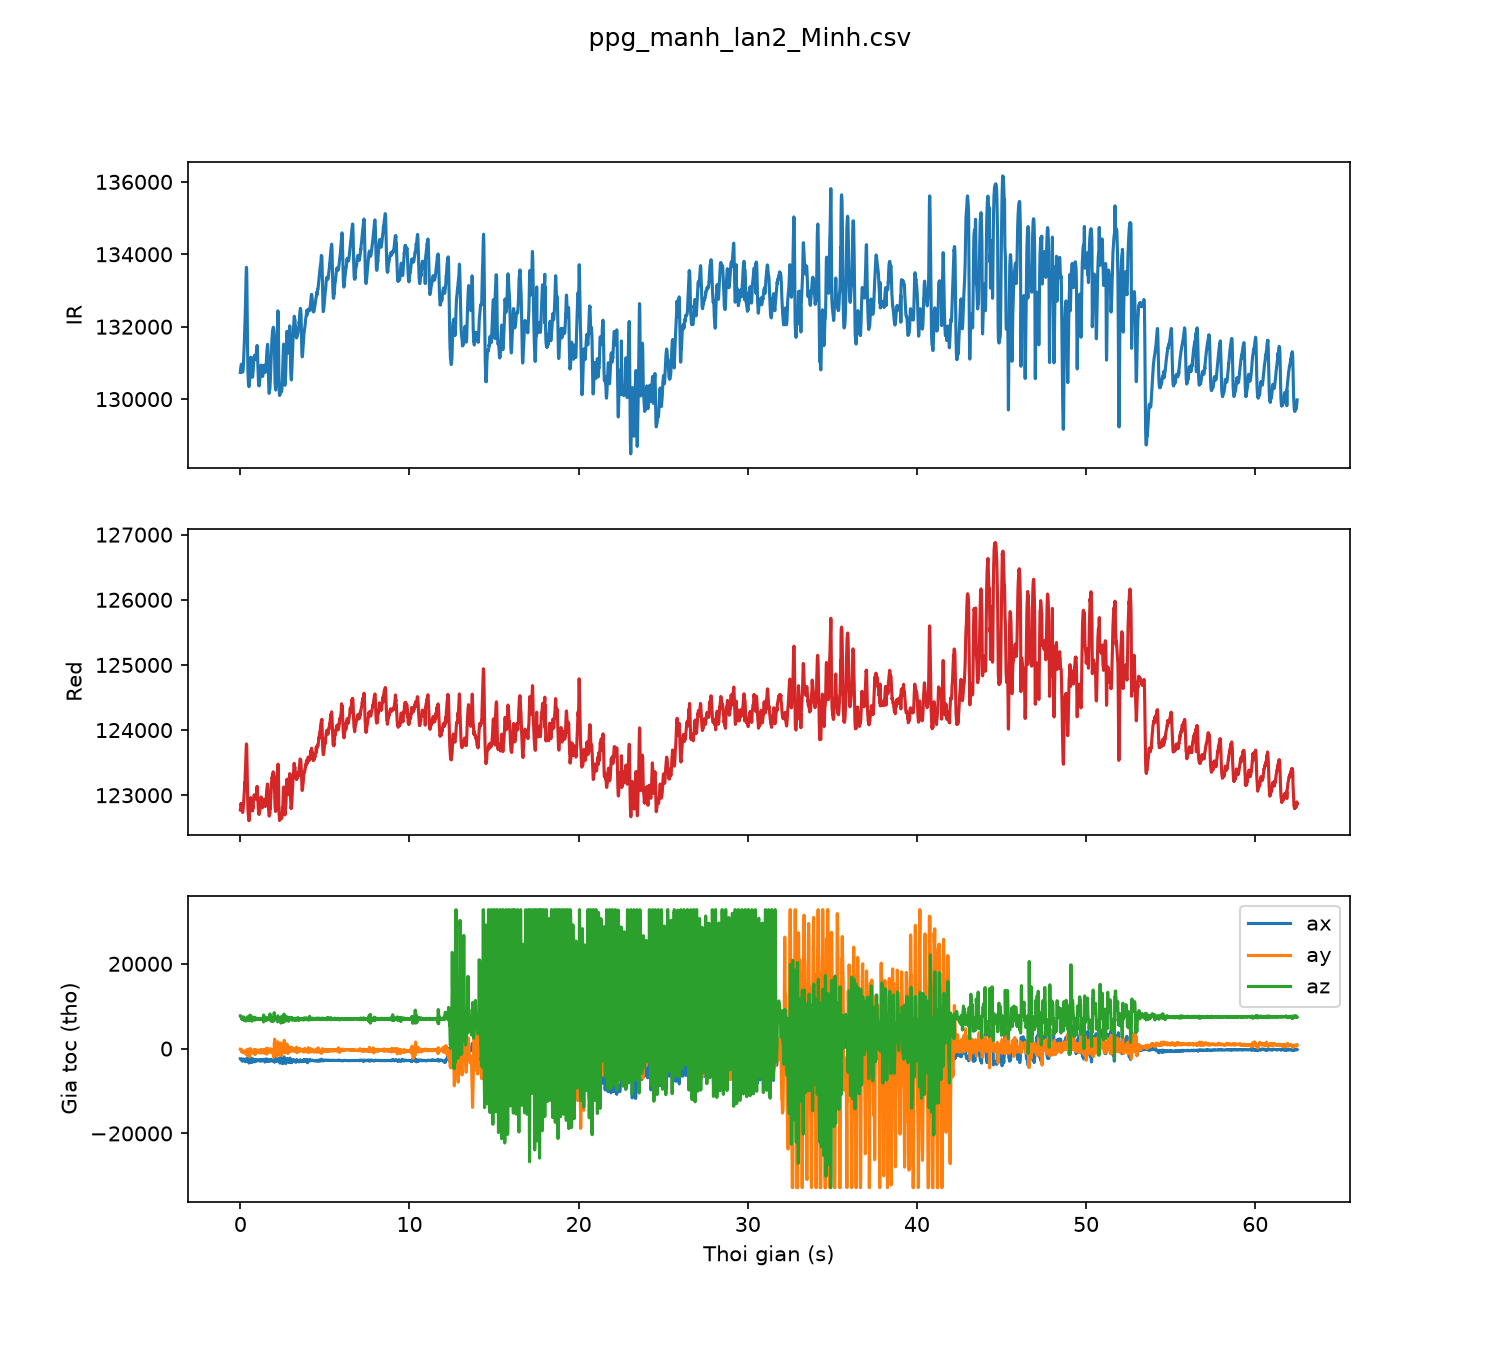 ppg_manh_lan2_Minh.csv
136000
134000
132000
130000
IR
127000
126000
125000
124000
123000
Red
20000
0
−20000
Gia toc (tho)
ax
ay
az
0 10 20 30 40 50 60
Thoi gian (s)